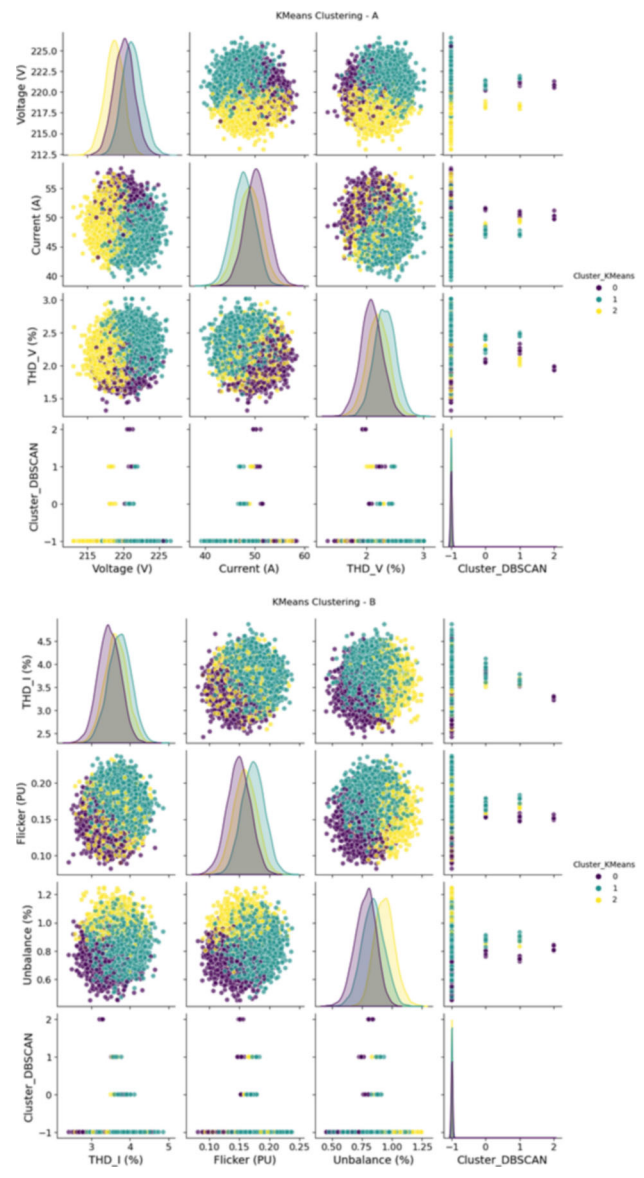 KMeans Clustering - A
Voltage (V)
225.0
222.5
220.0
217.5
215.0
212.5
Current (A)
55
50
45
40
THD_V (%)
3.0
2.5
2.0
1.5
Cluster_DBSCAN
2
1
0
−1
215 220 225
Voltage (V)
40 50 60
Current (A)
2 3
THD_V (%)
−1 0 1 2
Cluster_DBSCAN
Cluster_KMeans
0
1
2
KMeans Clustering - B
THD_I (%)
4.5
4.0
3.5
3.0
2.5
Flicker (PU)
0.20
0.15
0.10
Unbalance (%)
1.2
1.0
0.8
0.6
Cluster_DBSCAN
2
1
0
−1
3 4 5
THD_I (%)
0.10 0.15 0.20 0.25
Flicker (PU)
0.50 0.75 1.00 1.25
Unbalance (%)
−1 0 1 2
Cluster_DBSCAN
Cluster_KMeans
0
1
2